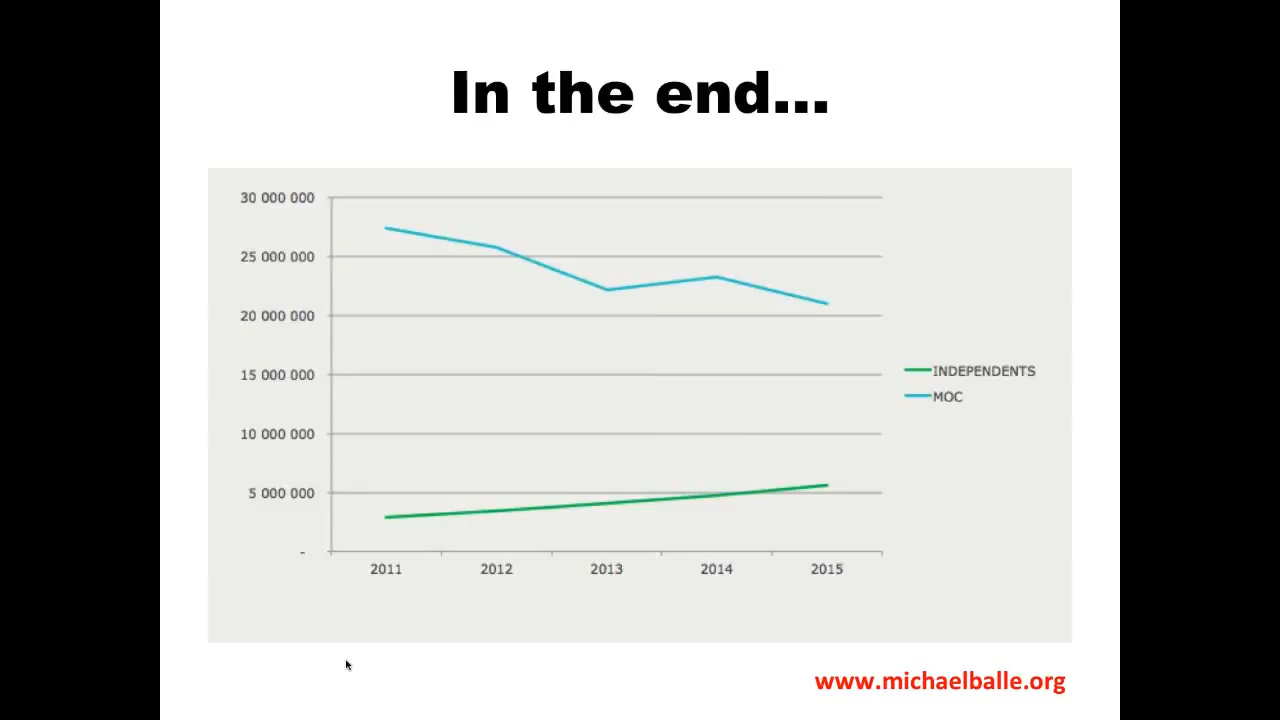 In the end...
30 000 000
25 000 000
20 000 000
15 000 000
10 000 000
5 000 000
-
2011 2012 2013 2014 2015
INDEPENDENTS
MOC
www.michaelballe.org